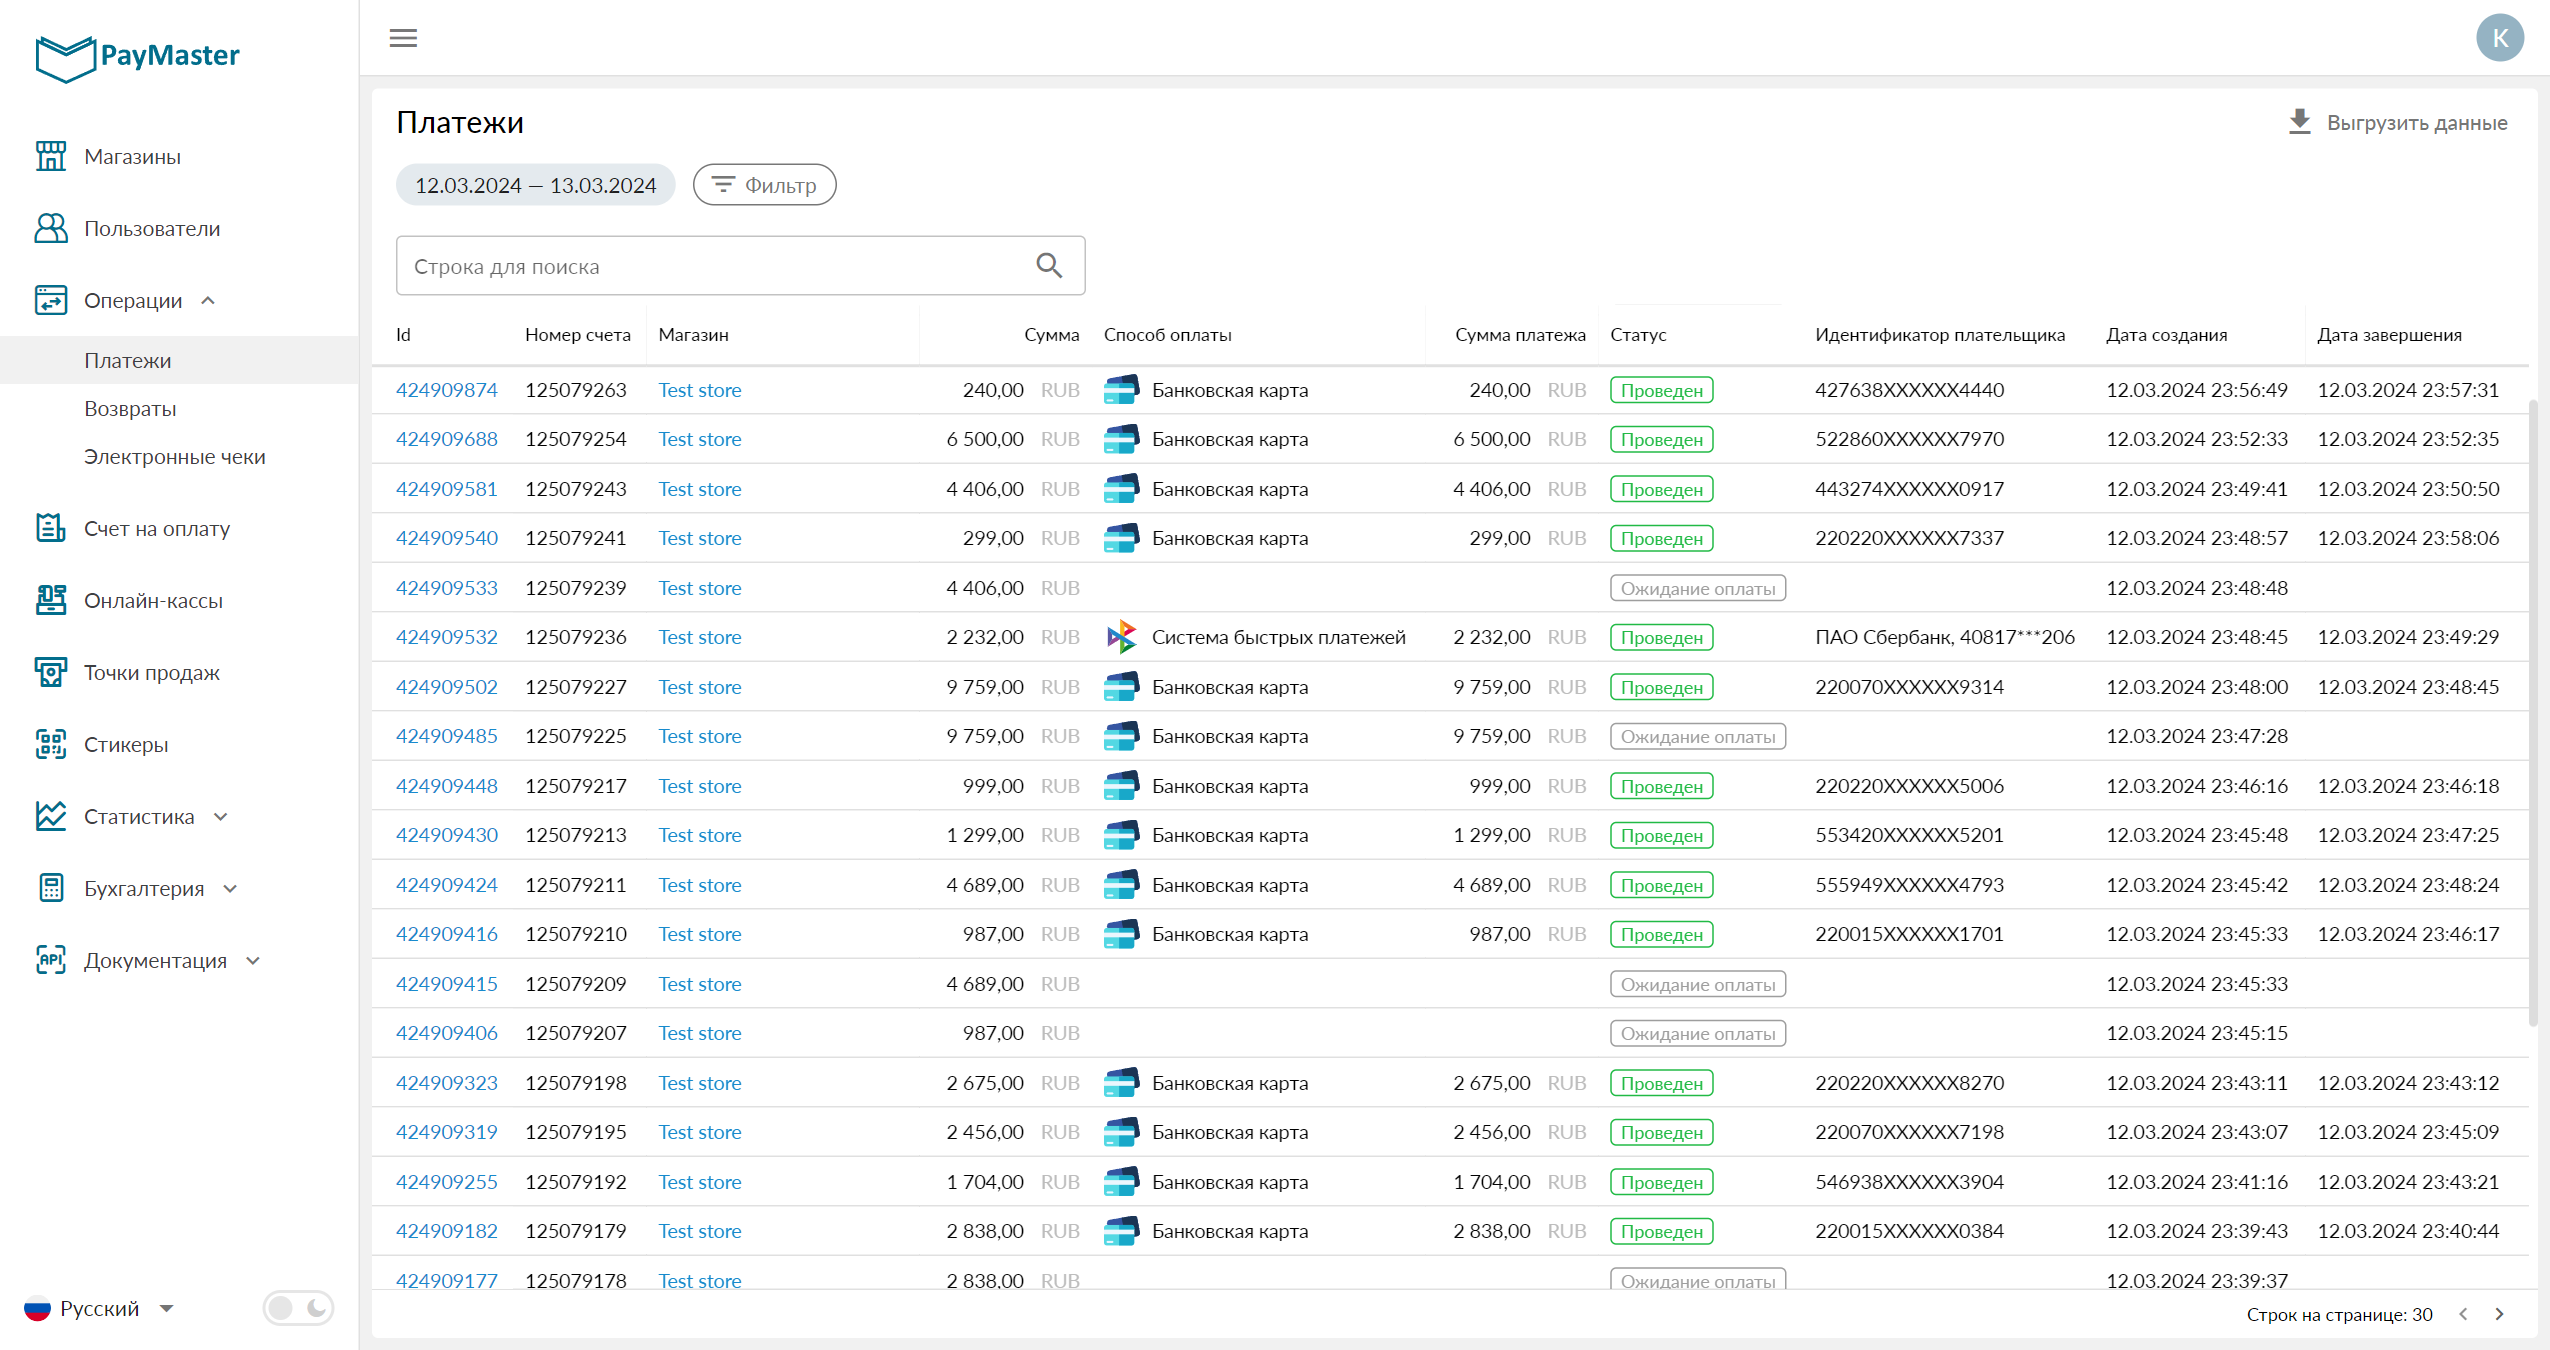 PayMaster
K
Магазины
Пользователи
Операции
Платежи
Возвраты
Электронные чеки
Счет на оплату
Онлайн-кассы
Точки продаж
Стикеры
Статистика
Бухгалтерия
API Документация
Русский
Платежи
Выгрузить данные
12.03.2024 — 13.03.2024 Фильтр
Строка для поиска
Id Номер счета Магазин Сумма Способ оплаты Сумма платежа Статус Идентификатор плательщика Дата создания Дата завершения
424909874 125079263 Test store 240,00 RUB Банковская карта 240,00 RUB Проведен 427638XXXXXX4440 12.03.2024 23:56:49 12.03.2024 23:57:31
424909688 125079254 Test store 6 500,00 RUB Банковская карта 6 500,00 RUB Проведен 522860XXXXXX7970 12.03.2024 23:52:33 12.03.2024 23:52:35
424909581 125079243 Test store 4 406,00 RUB Банковская карта 4 406,00 RUB Проведен 443274XXXXXX0917 12.03.2024 23:49:41 12.03.2024 23:50:50
424909540 125079241 Test store 299,00 RUB Банковская карта 299,00 RUB Проведен 220220XXXXXX7337 12.03.2024 23:48:57 12.03.2024 23:58:06
424909533 125079239 Test store 4 406,00 RUB Ожидание оплаты 12.03.2024 23:48:48
424909532 125079236 Test store 2 232,00 RUB Система быстрых платежей 2 232,00 RUB Проведен ПАО Сбербанк, 40817***206 12.03.2024 23:48:45 12.03.2024 23:49:29
424909502 125079227 Test store 9 759,00 RUB Банковская карта 9 759,00 RUB Проведен 220070XXXXXX9314 12.03.2024 23:48:00 12.03.2024 23:48:45
424909485 125079225 Test store 9 759,00 RUB Банковская карта 9 759,00 RUB Ожидание оплаты 12.03.2024 23:47:28
424909448 125079217 Test store 999,00 RUB Банковская карта 999,00 RUB Проведен 220220XXXXXX5006 12.03.2024 23:46:16 12.03.2024 23:46:18
424909430 125079213 Test store 1 299,00 RUB Банковская карта 1 299,00 RUB Проведен 553420XXXXXX5201 12.03.2024 23:45:48 12.03.2024 23:47:25
424909424 125079211 Test store 4 689,00 RUB Банковская карта 4 689,00 RUB Проведен 555949XXXXXX4793 12.03.2024 23:45:42 12.03.2024 23:48:24
424909416 125079210 Test store 987,00 RUB Банковская карта 987,00 RUB Проведен 220015XXXXXX1701 12.03.2024 23:45:33 12.03.2024 23:46:17
424909415 125079209 Test store 4 689,00 RUB Ожидание оплаты 12.03.2024 23:45:33
424909406 125079207 Test store 987,00 RUB Ожидание оплаты 12.03.2024 23:45:15
424909323 125079198 Test store 2 675,00 RUB Банковская карта 2 675,00 RUB Проведен 220220XXXXXX8270 12.03.2024 23:43:11 12.03.2024 23:43:12
424909319 125079195 Test store 2 456,00 RUB Банковская карта 2 456,00 RUB Проведен 220070XXXXXX7198 12.03.2024 23:43:07 12.03.2024 23:45:09
424909255 125079192 Test store 1 704,00 RUB Банковская карта 1 704,00 RUB Проведен 546938XXXXXX3904 12.03.2024 23:41:16 12.03.2024 23:43:21
424909182 125079179 Test store 2 838,00 RUB Банковская карта 2 838,00 RUB Проведен 220015XXXXXX0384 12.03.2024 23:39:43 12.03.2024 23:40:44
424909177 125079178 Test store 2 838,00 RUB Ожидание оплаты 12.03.2024 23:39:37
Строк на странице: 30